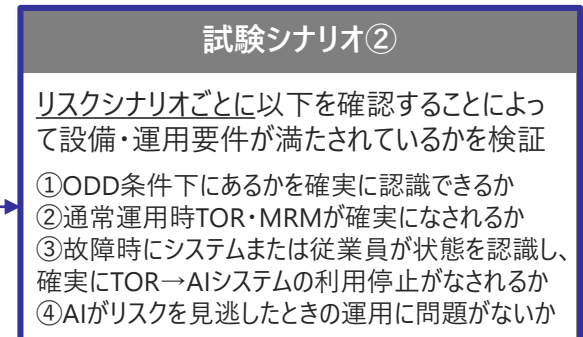 試験シナリオ②
リスクシナリオごとに以下を確認することによっ
て設備・運用要件が満たされているかを検証
①ODD条件下にあるかを確実に認識できるか
②通常運用時TOR・MRMが確実になされるか
③故障時にシステムまたは従業員が状態を認識し、
確実にTOR→AIシステムの利用停止がなされるか
④AIがリスクを見逃したときの運用に問題がないか